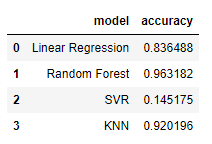 model accuracy
0 Linear Regression 0.836488
1 Random Forest 0.963182
2 SVR 0.145175
3 KNN 0.920196